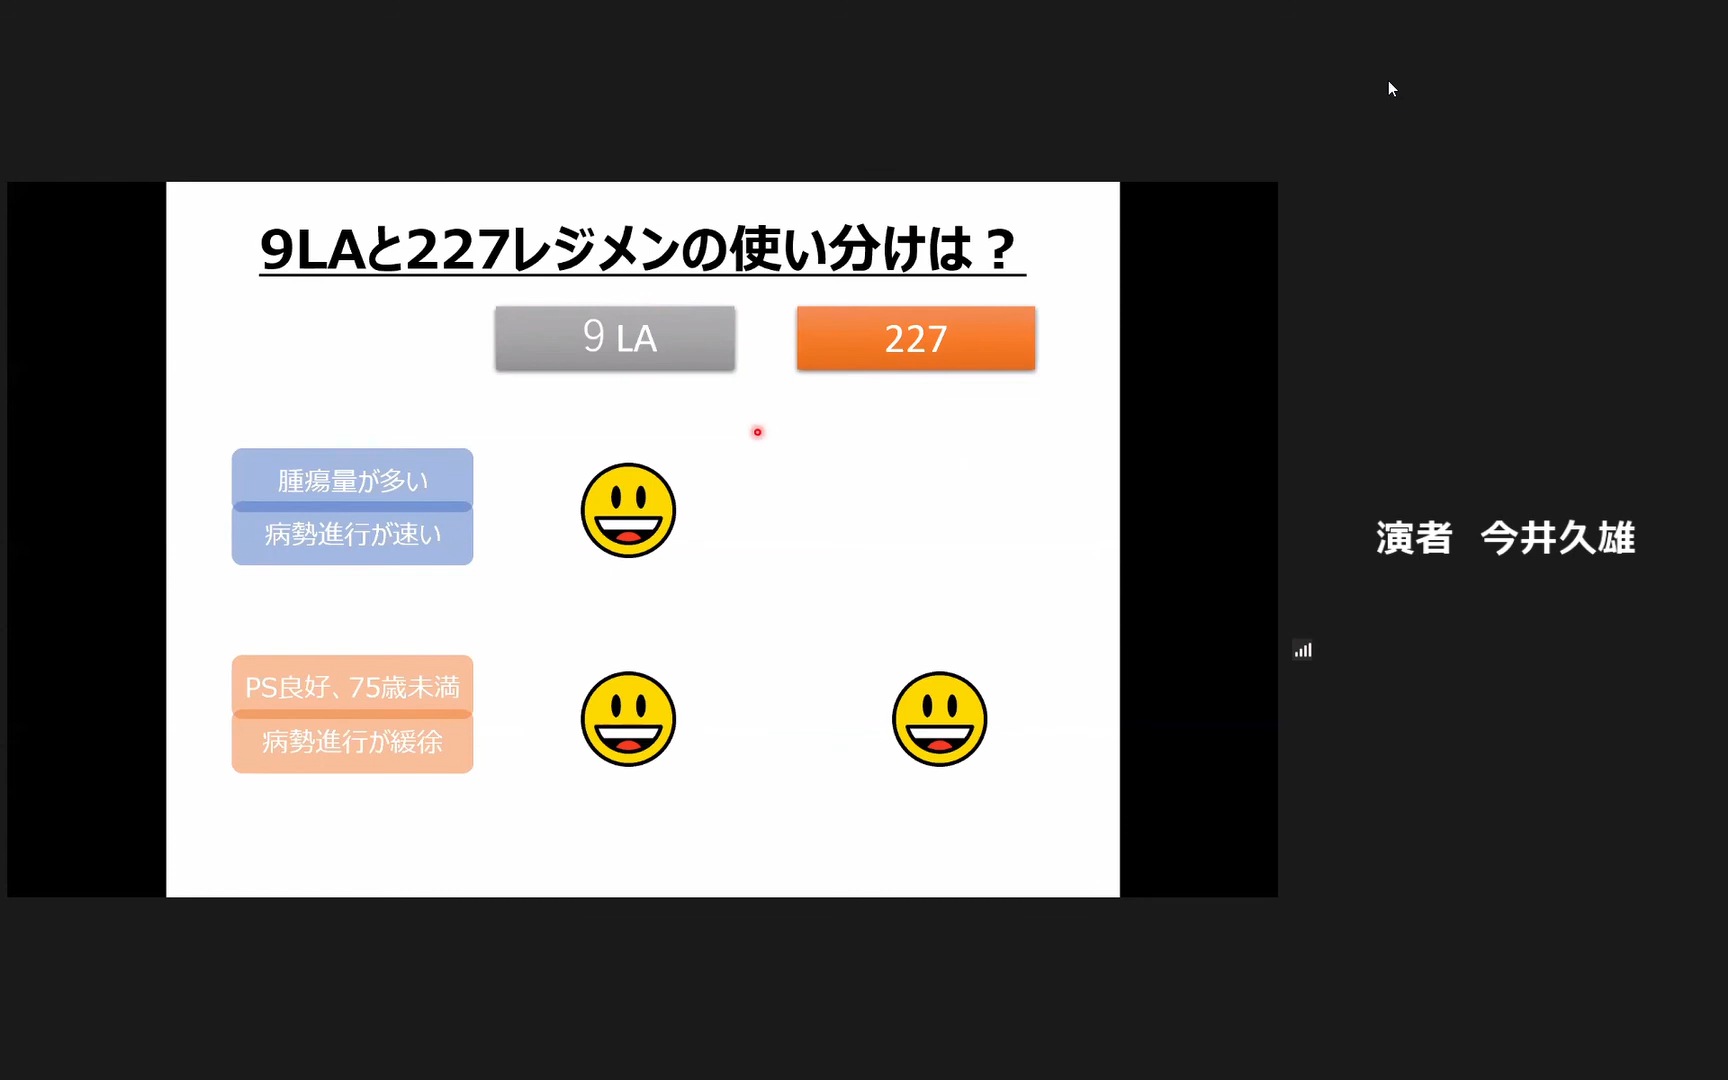 9LAと227レジメンの使い分けは？
９LA
227
腫瘍量が多い
病勢進行が速い
PS良好、75歳未満
病勢進行が緩徐
演者　今井久雄